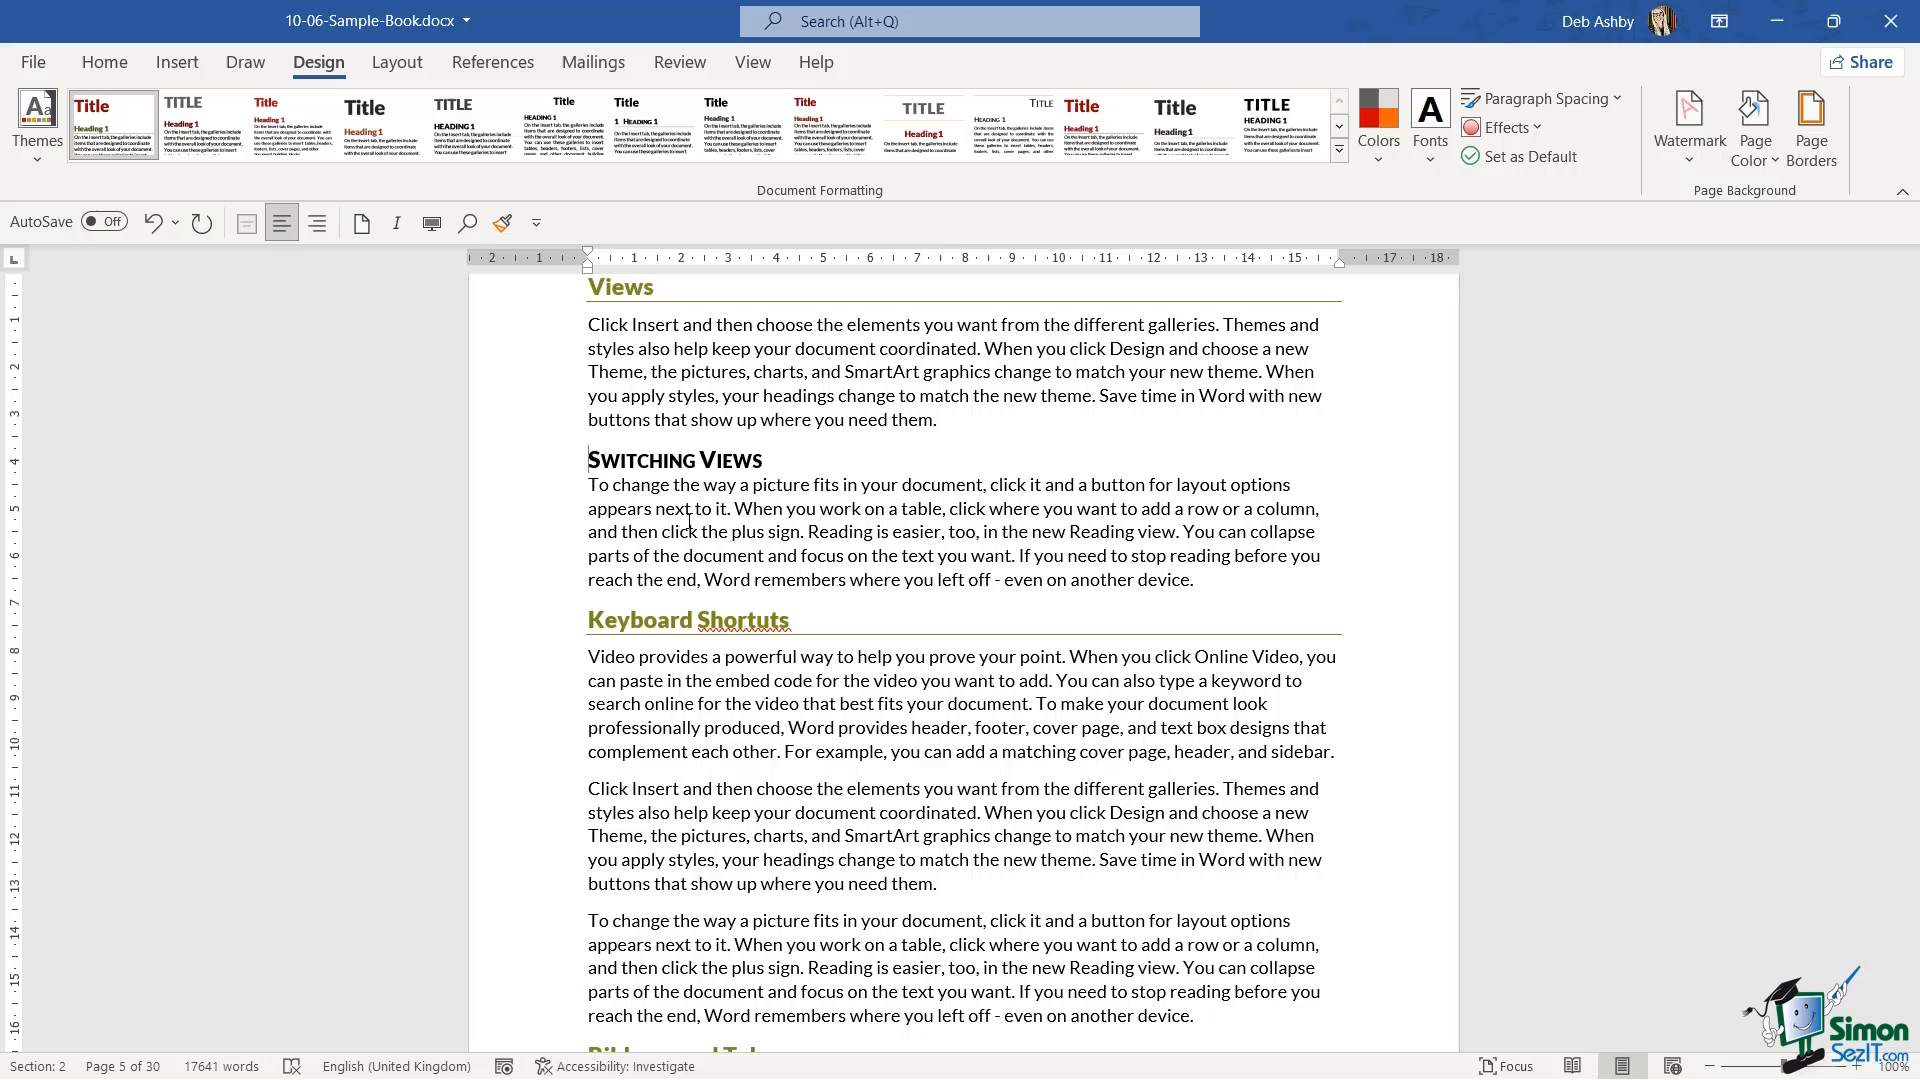 10-06-Sample-Book.docx
Search (Alt+Q)
Deb Ashby
File Home Insert Draw Design Layout References Mailings Review View Help
Share
Themes
Title
Heading 1
TITLE
Heading 1
Title
Heading 1
Title
Heading 1
TITLE
HEADING 1
Title
HEADING 1
Title
1 HEADING 1
Title
Heading 1
Title
Heading 1
TITLE
Heading 1
TITLE
HEADING 1
Title
Heading 1
Title
Heading 1
TITLE
HEADING 1
Colors
Fonts
Paragraph Spacing
Effects
Set as Default
Watermark
Page Color
Page Borders
Document Formatting
Page Background
AutoSave Off
2 1 1 2 3 4 5 6 7 8 9 10 11 12 13 14 15 17 18
Views
Click Insert and then choose the elements you want from the different galleries. Themes and
styles also help keep your document coordinated. When you click Design and choose a new
Theme, the pictures, charts, and SmartArt graphics change to match your new theme. When
you apply styles, your headings change to match the new theme. Save time in Word with new
buttons that show up where you need them.
SWITCHING VIEWS
To change the way a picture fits in your document, click it and a button for layout options
appears next to it. When you work on a table, click where you want to add a row or a column,
and then click the plus sign. Reading is easier, too, in the new Reading view. You can collapse
parts of the document and focus on the text you want. If you need to stop reading before you
reach the end, Word remembers where you left off - even on another device.
Keyboard Shortuts
Video provides a powerful way to help you prove your point. When you click Online Video, you
can paste in the embed code for the video you want to add. You can also type a keyword to
search online for the video that best fits your document. To make your document look
professionally produced, Word provides header, footer, cover page, and text box designs that
complement each other. For example, you can add a matching cover page, header, and sidebar.
Click Insert and then choose the elements you want from the different galleries. Themes and
styles also help keep your document coordinated. When you click Design and choose a new
Theme, the pictures, charts, and SmartArt graphics change to match your new theme. When
you apply styles, your headings change to match the new theme. Save time in Word with new
buttons that show up where you need them.
To change the way a picture fits in your document, click it and a button for layout options
appears next to it. When you work on a table, click where you want to add a row or a column,
and then click the plus sign. Reading is easier, too, in the new Reading view. You can collapse
parts of the document and focus on the text you want. If you need to stop reading before you
reach the end, Word remembers where you left off - even on another device.
Simon
SezIT.com
Section: 2 Page 5 of 30 17641 words English (United Kingdom) Accessibility: Investigate Focus 100%